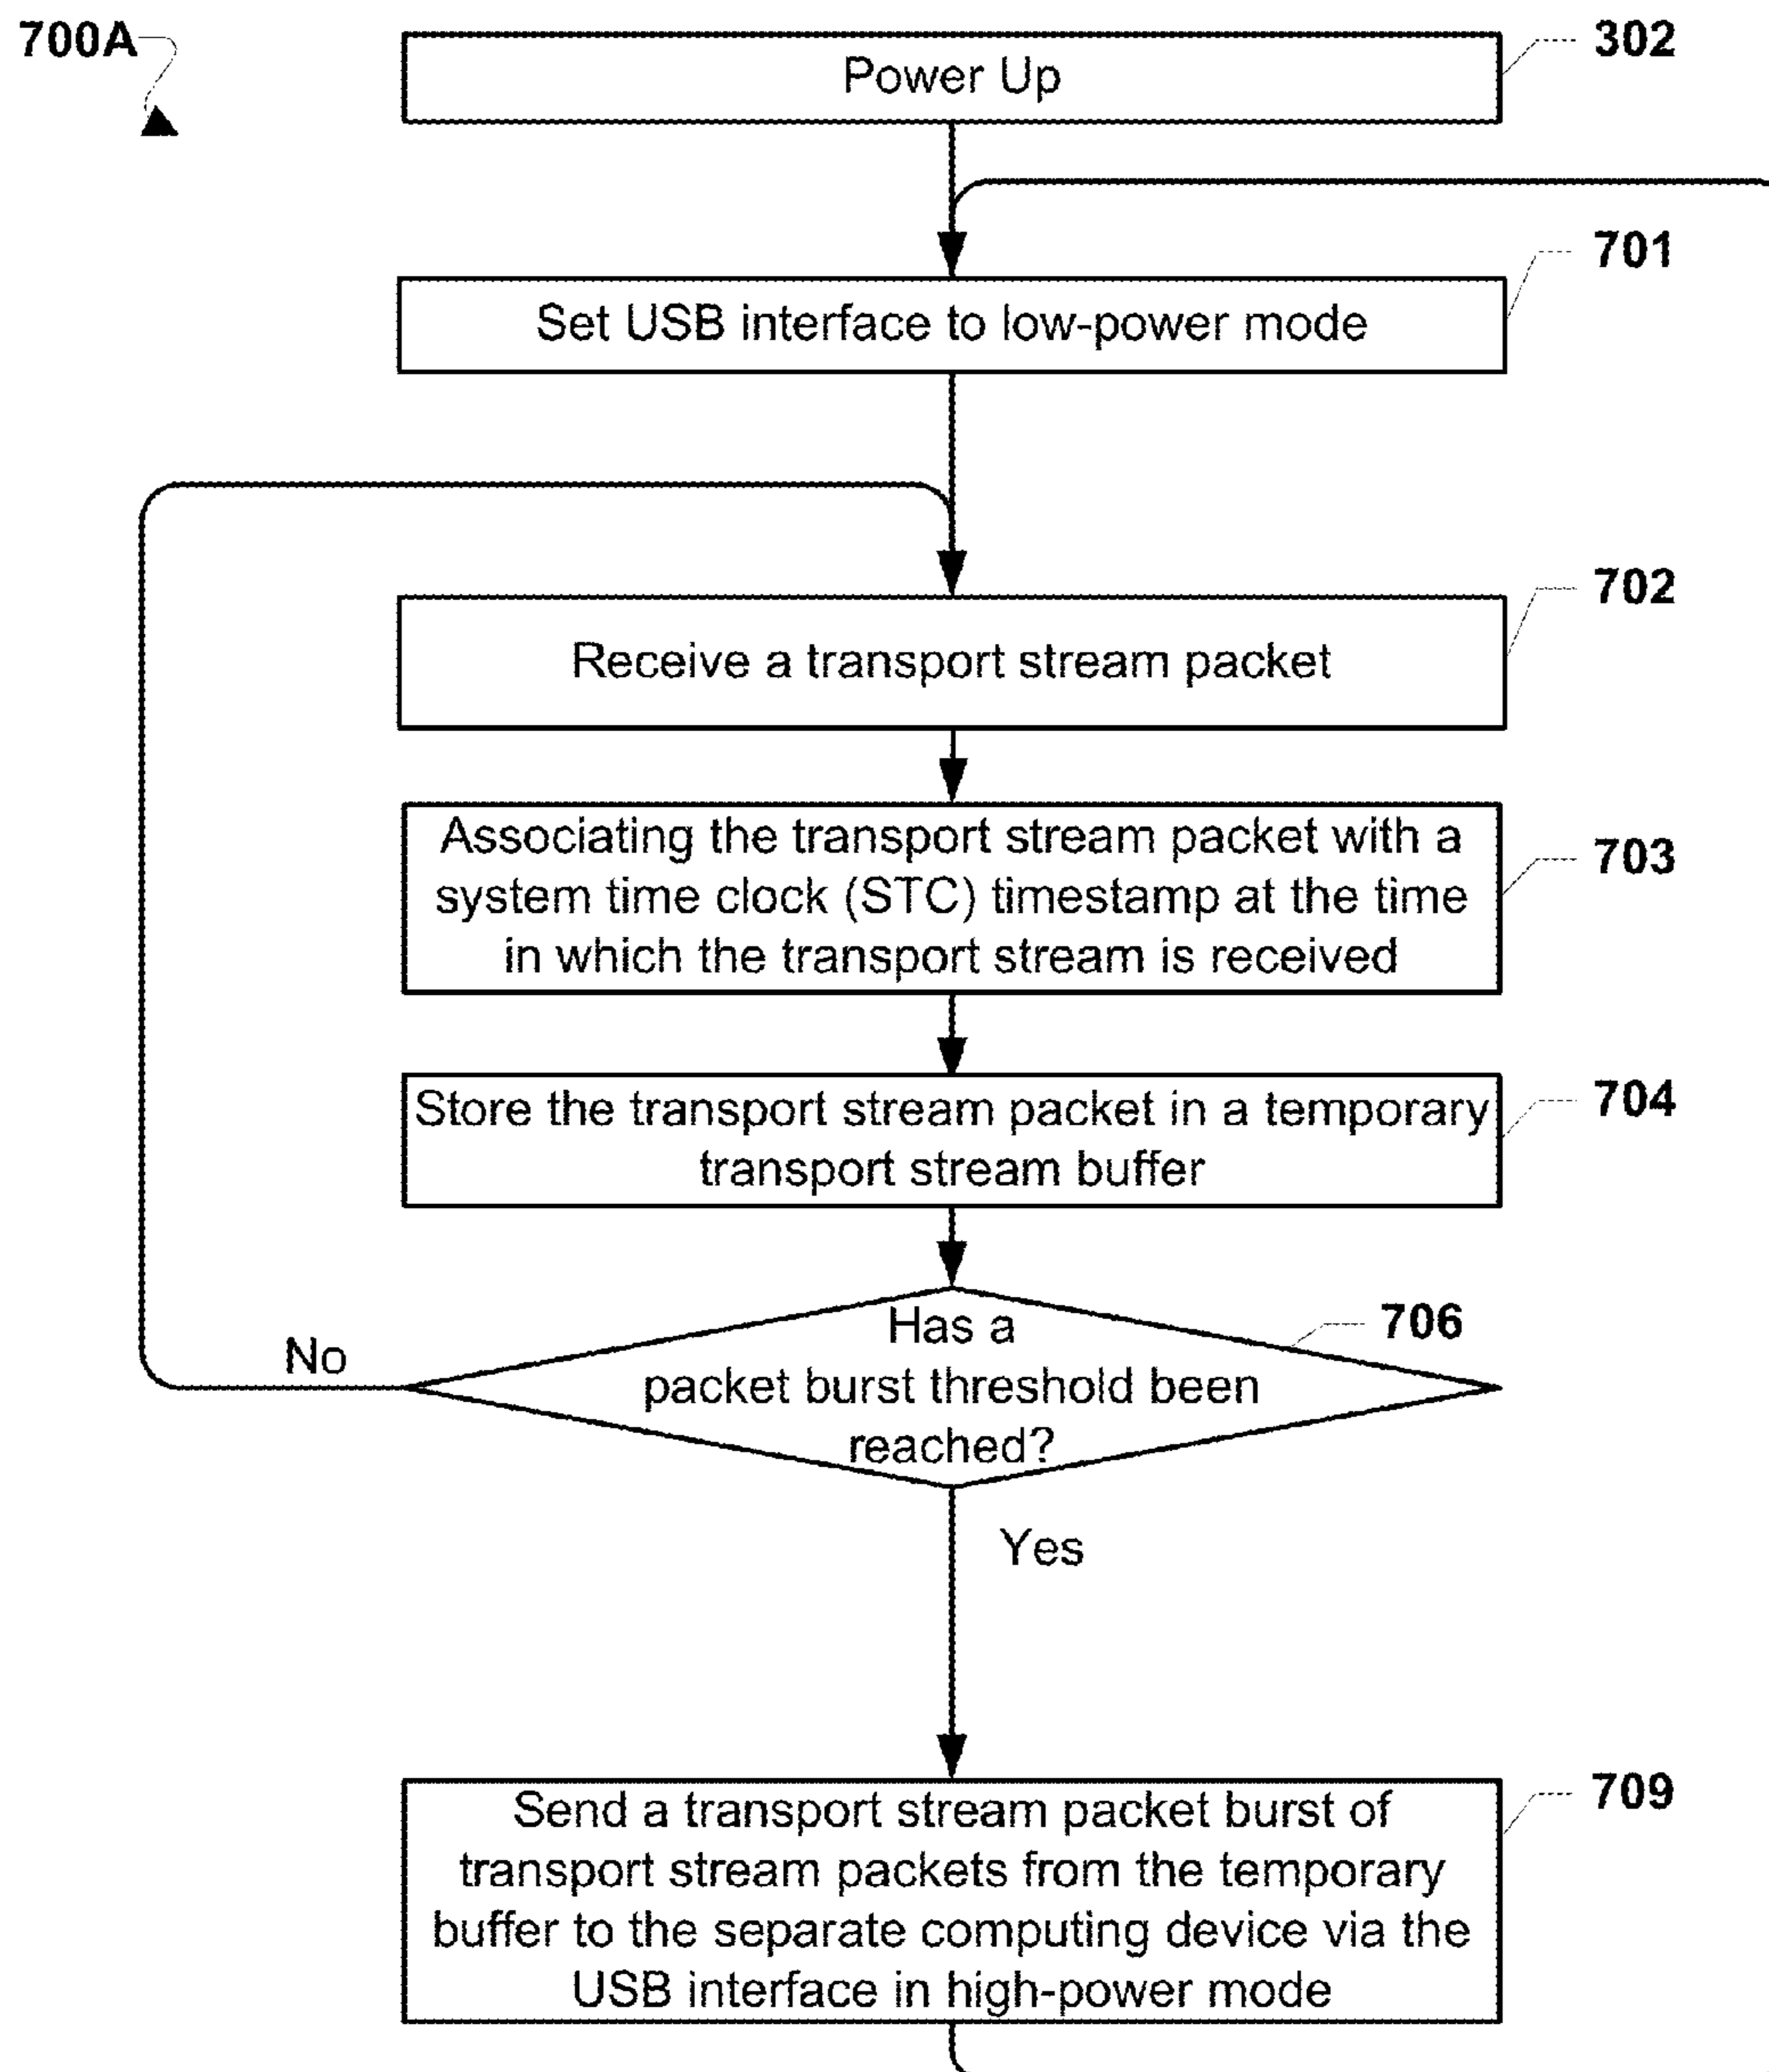 700A
Power Up
302
Set USB interface to low-power mode
701
Receive a transport stream packet
702
Associating the transport stream packet with a
system time clock (STC) timestamp at the time
in which the transport stream is received
703
Store the transport stream packet in a temporary
transport stream buffer
704
Has a
packet burst threshold been
reached?
706
No
Yes
Send a transport stream packet burst of
transport stream packets from the temporary
buffer to the separate computing device via the
USB interface in high-power mode
709